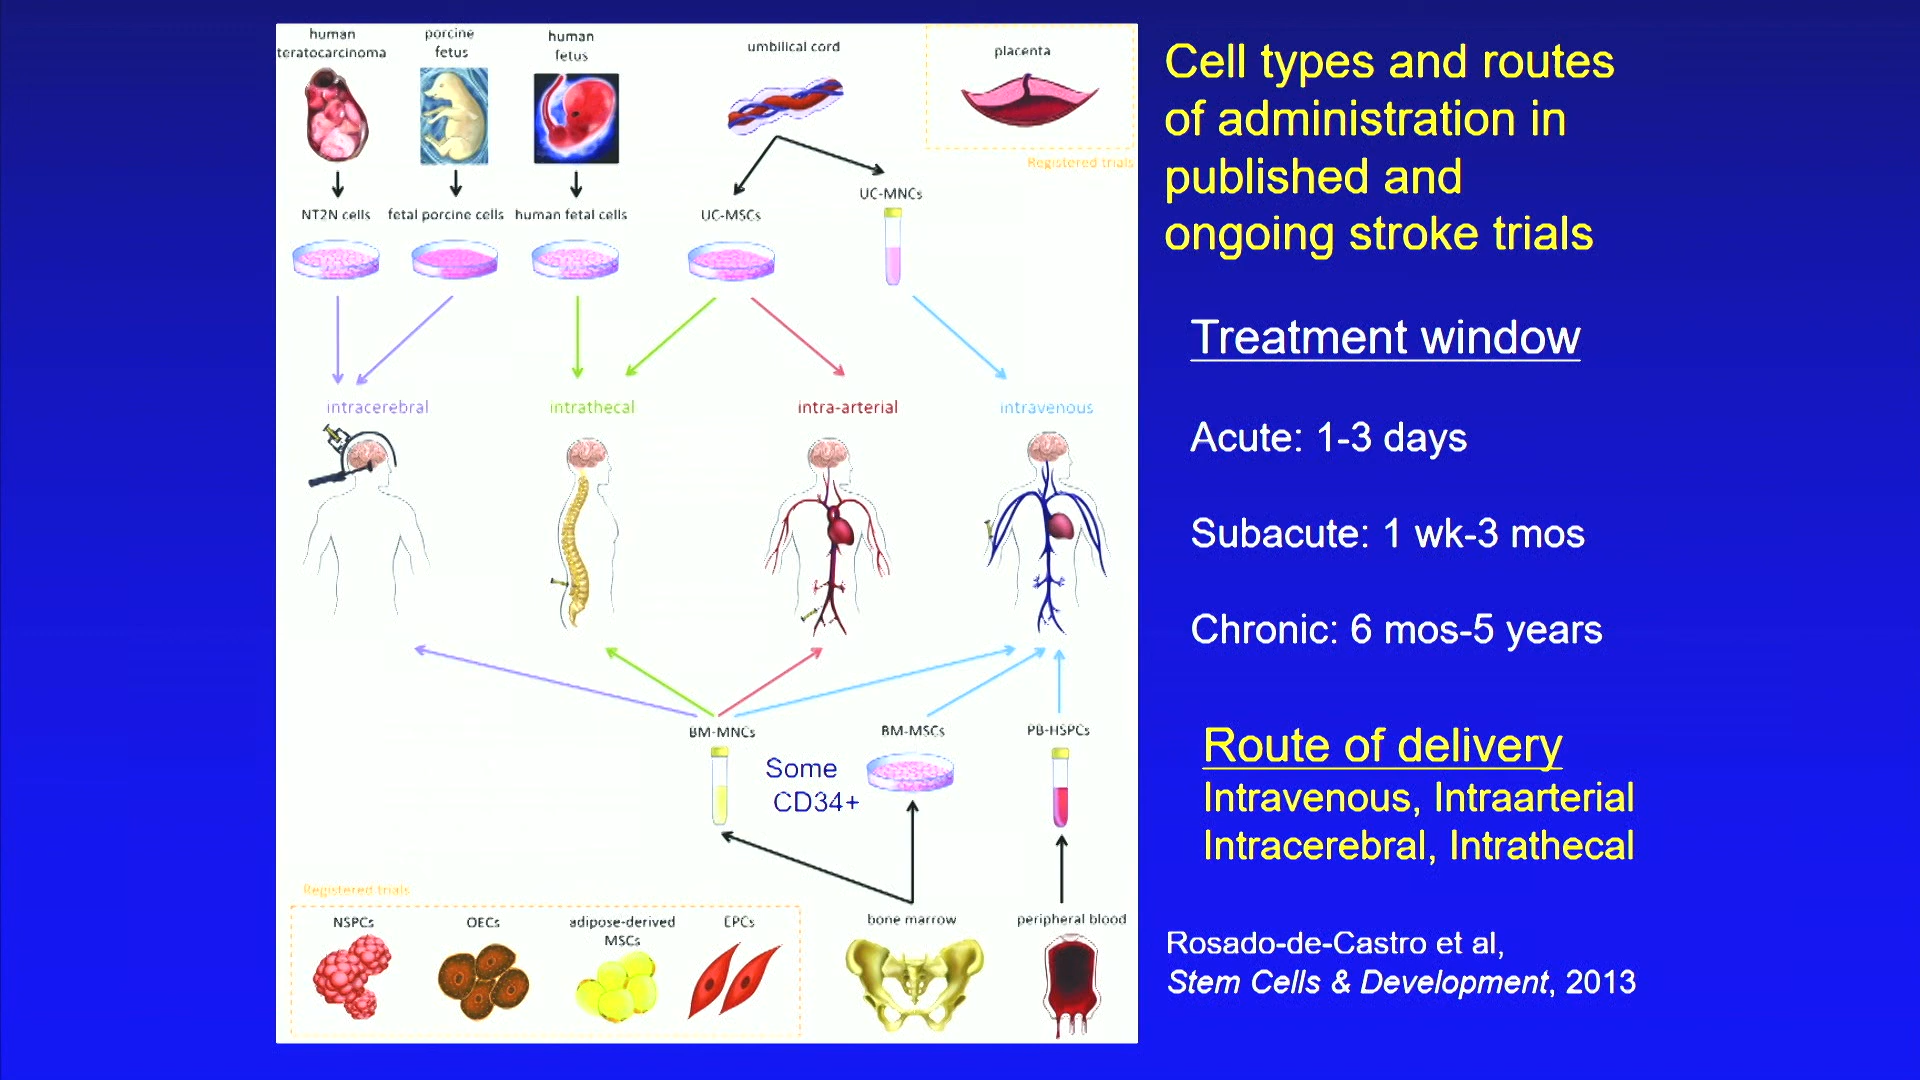 human
teratocarcinoma
porcine
fetus
human
fetus
umbilical cord
placenta
Registered trials
NT2N cells
fetal porcine cells
human fetal cells
UC-MSCs
UC-MNCs
intracerebral
intrathecal
intra-arterial
intravenous
BM-MNCs
BM-MSCs
PB-HSPCs
Some
CD34+
Registered trials
NSPCs
OECs
adipose-derived
MSCs
EPCs
bone marrow
peripheral blood
Cell types and routes
of administration in
published and
ongoing stroke trials
Treatment window
Acute: 1-3 days
Subacute: 1 wk-3 mos
Chronic: 6 mos-5 years
Route of delivery
Intravenous, Intraarterial
Intracerebral, Intrathecal
Rosado-de-Castro et al,
Stem Cells & Development, 2013